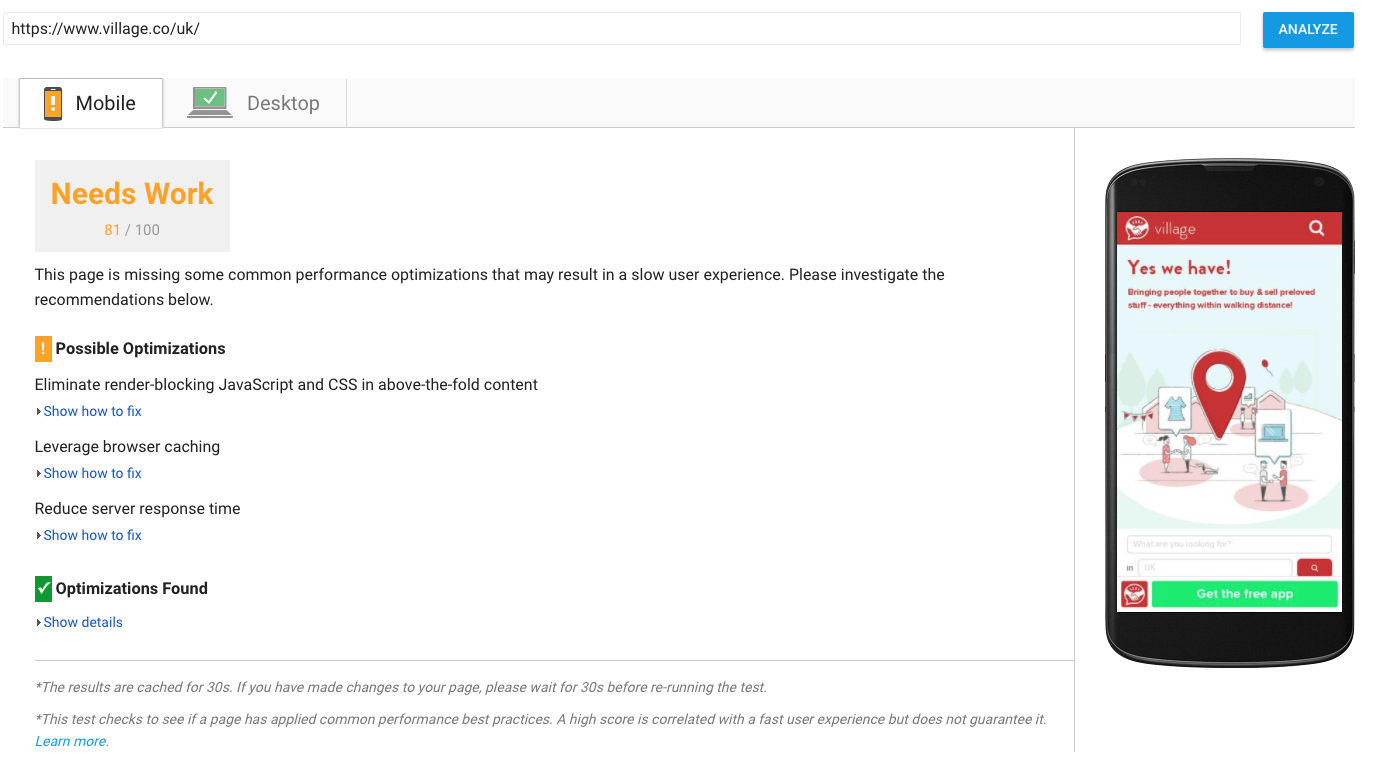 https://www.village.co/uk/
ANALYZE
Mobile
Desktop
Needs Work
81 / 100
This page is missing some common performance optimizations that may result in a slow user experience. Please investigate the
recommendations below.
! Possible Optimizations
Eliminate render-blocking JavaScript and CSS in above-the-fold content
Show how to fix
Leverage browser caching
Show how to fix
Reduce server response time
Show how to fix
Optimizations Found
Show details
*The results are cached for 30s. If you have made changes to your page, please wait for 30s before re-running the test.
*This test checks to see if a page has applied common performance best practices. A high score is correlated with a fast user experience but does not guarantee it.
Learn more.
village
Yes we have!
Bringing people together to buy & sell preloved
stuff - everything within walking distance!
What are you looking for?
in UK
Get the free app